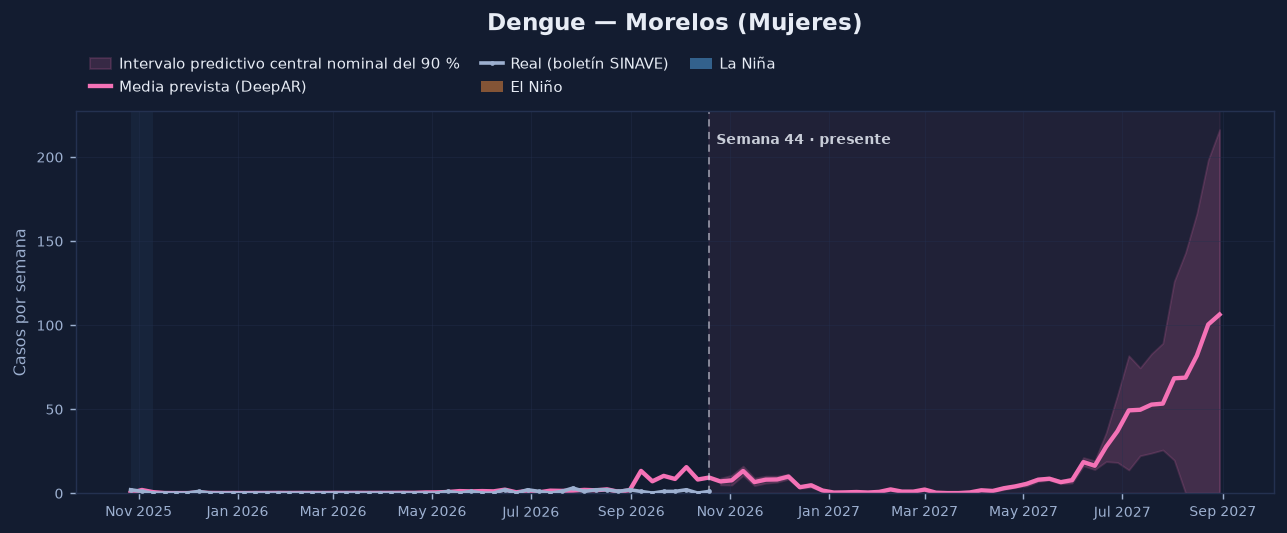 Dengue — Morelos (Mujeres)
Intervalo predictivo central nominal del 90 %
Real (boletín SINAVE)
La Niña
Media prevista (DeepAR)
El Niño
Semana 44 · presente
Casos por semana
200
150
100
50
0
Nov 2025
Jan 2026
Mar 2026
May 2026
Jul 2026
Sep 2026
Nov 2026
Jan 2027
Mar 2027
May 2027
Jul 2027
Sep 2027